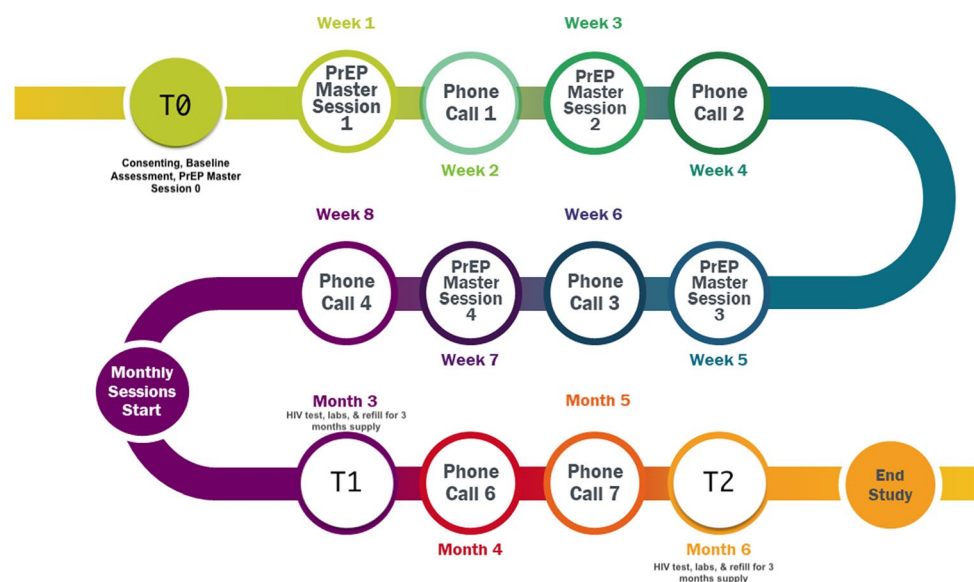 Week 1
Week 3
T0
PrEP
Master
Session
1
Phone
Call 1
PrEP
Master
Session
2
Phone
Call 2
Consenting, Baseline
Assessment, PrEP Master
Session 0
Week 2
Week 4
Week 8
Week 6
Phone
Call 4
PrEP
Master
Session
4
Phone
Call 3
PrEP
Master
Session
3
Week 7
Week 5
Monthly
Sessions
Start
Month 3
HIV test, labs, & refill for 3
months supply
Month 5
T1
Phone
Call 6
Phone
Call 7
T2
End
Study
Month 4
Month 6
HIV test, labs, & refill for 3
months supply